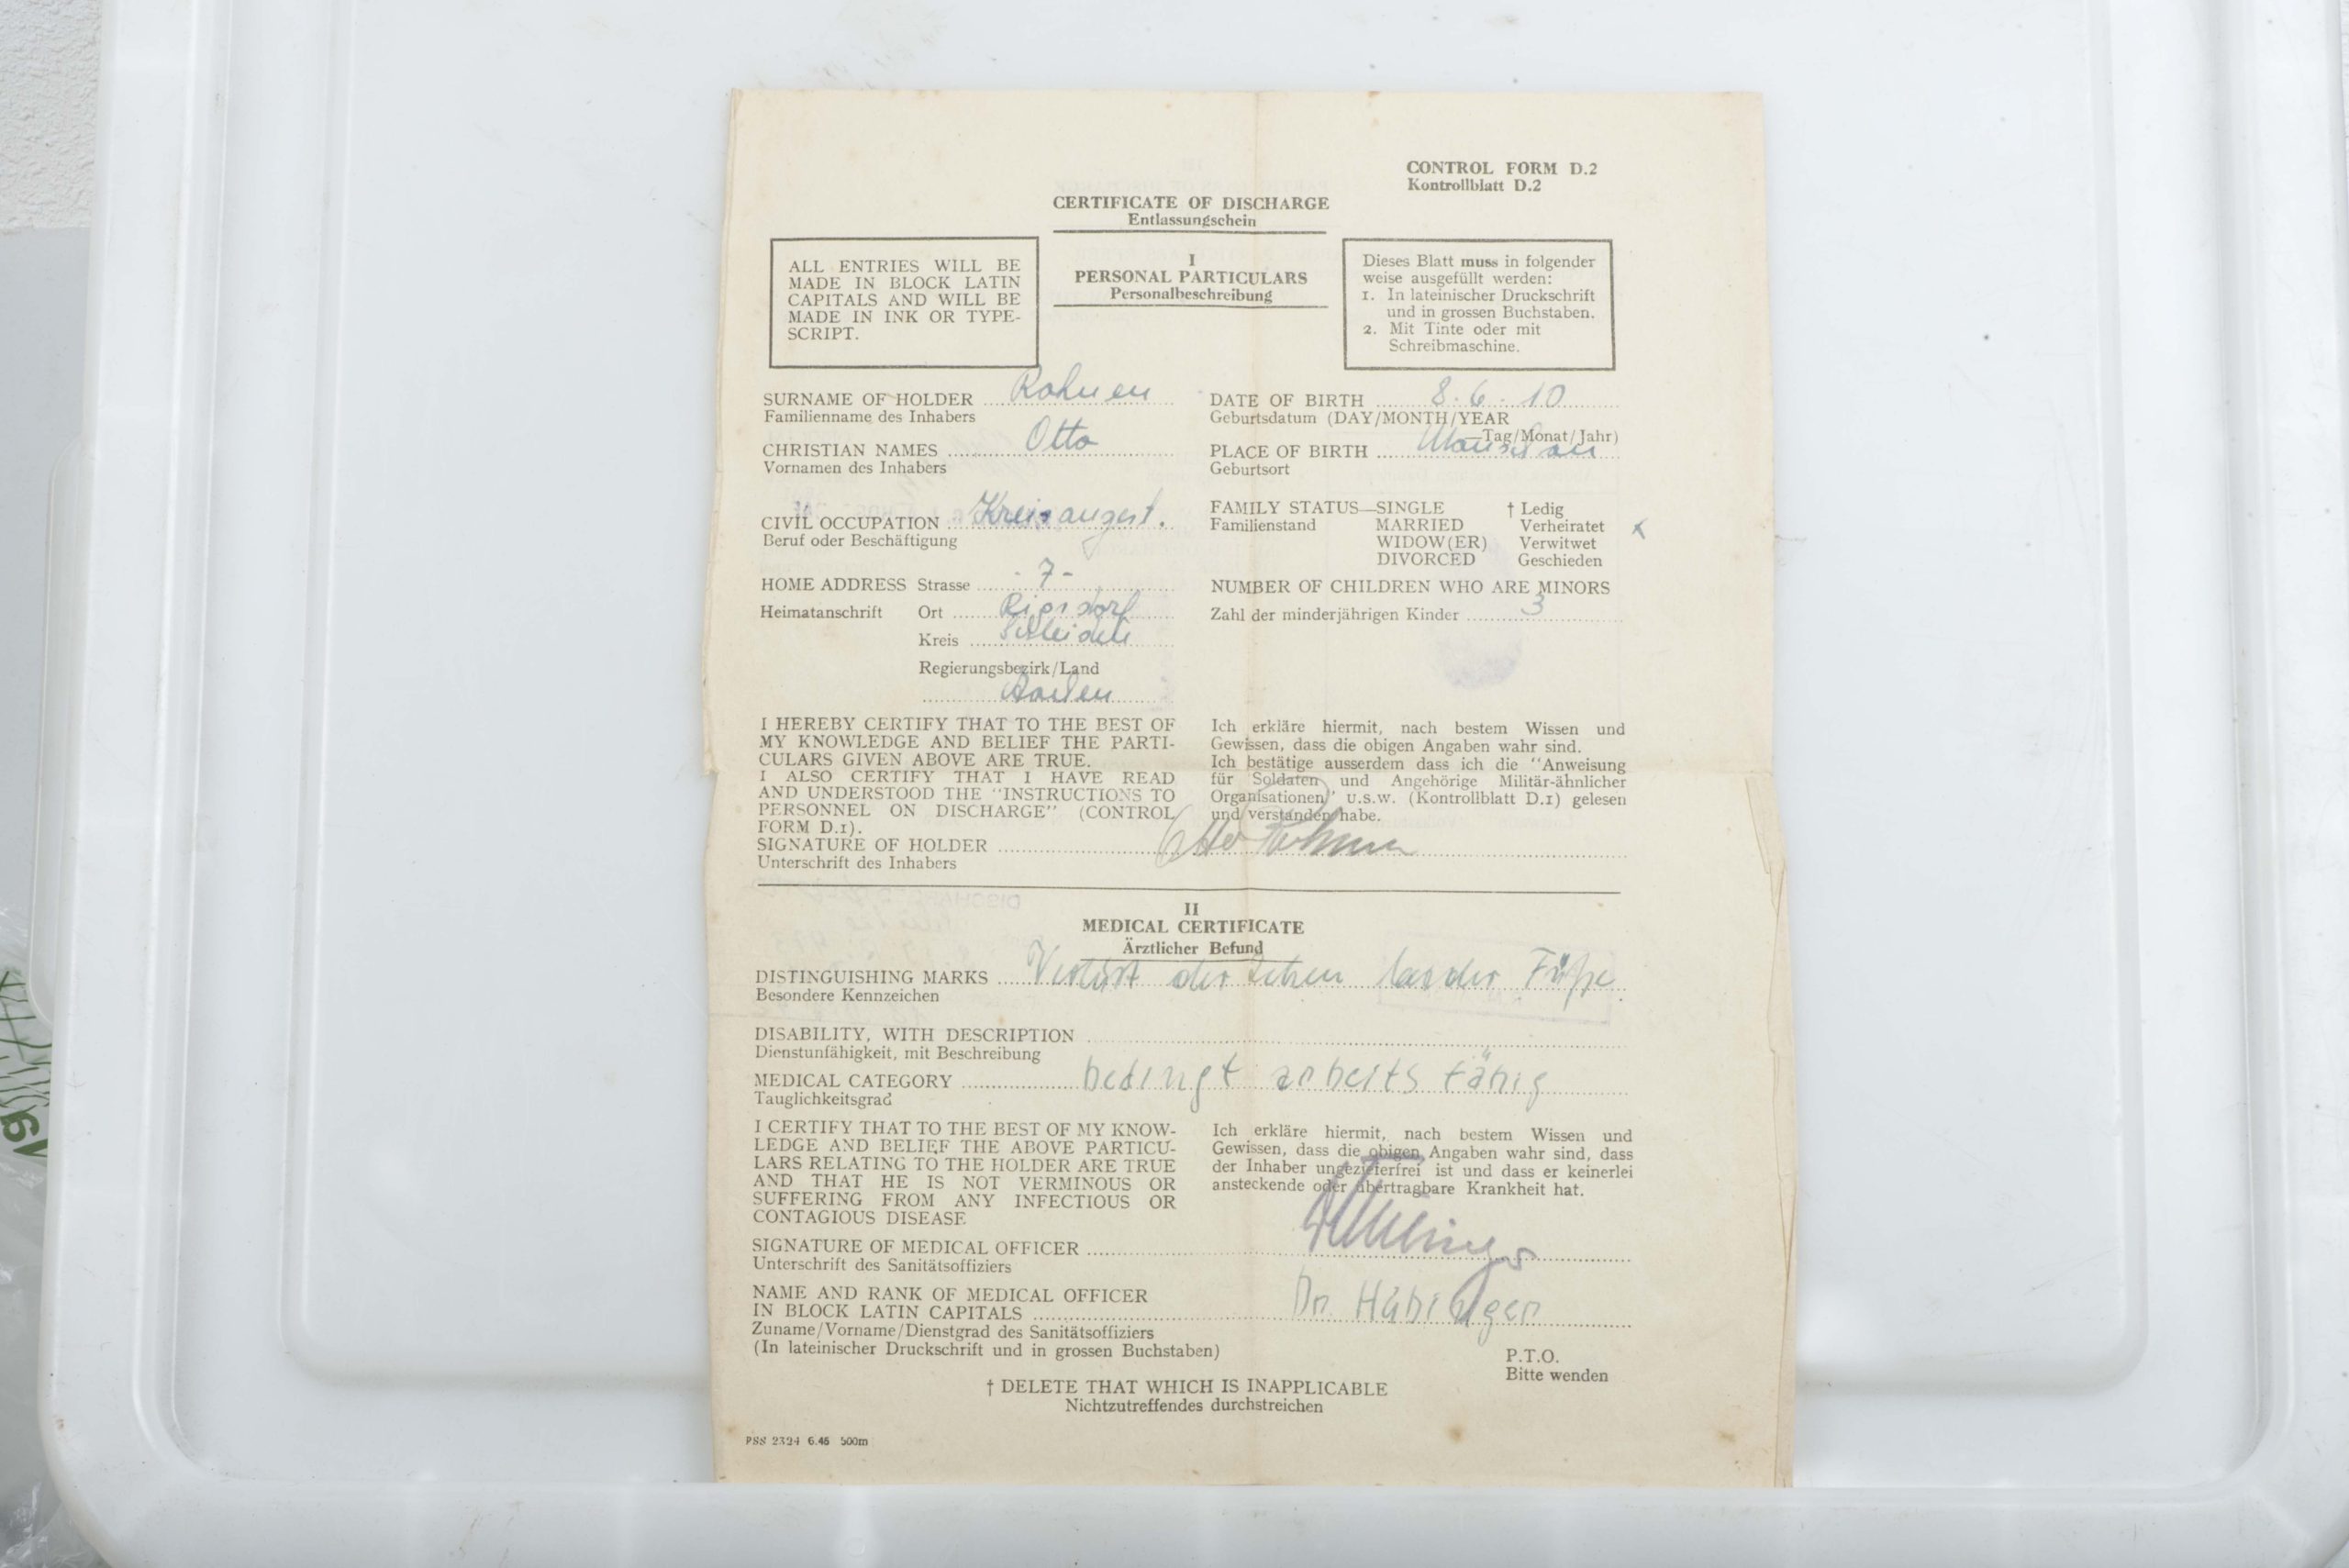 CONTROL FORM D.2
Kontrollblatt D.2
CERTIFICATE OF DISCHARGE
Entlassungschein
ALL ENTRIES WILL BE
MADE IN BLOCK LATIN
CAPITALS AND WILL BE
MADE IN INK OR TYPE-
SCRIPT.
I
PERSONAL PARTICULARS
Personalbeschreibung
Dieses Blatt muss in folgender
weise ausgefüllt werden:
1. In lateinischer Druckschrift
und in grossen Buchstaben.
2. Mit Tinte oder mit
Schreibmaschine.
SURNAME OF HOLDER Rohnen
Familienname des Inhabers
CHRISTIAN NAMES Otto
Vornamen des Inhabers
CIVIL OCCUPATION Kreisangest.
Beruf oder Beschäftigung
HOME ADDRESS Strasse - 7 -
Heimatanschrift Ort
Kreis Schleiden
Regierungsbezirk/Land
Aachen
DATE OF BIRTH 8. 6. 10
Geburtsdatum (DAY/MONTH/YEAR
—Tag/Monat/Jahr)
PLACE OF BIRTH
Geburtsort
FAMILY STATUS—SINGLE † Ledig
Familienstand MARRIED Verheiratet x
WIDOW(ER) Verwitwet
DIVORCED Geschieden
NUMBER OF CHILDREN WHO ARE MINORS
Zahl der minderjährigen Kinder 3
I HEREBY CERTIFY THAT TO THE BEST OF
MY KNOWLEDGE AND BELIEF THE PARTI-
CULARS GIVEN ABOVE ARE TRUE.
I ALSO CERTIFY THAT I HAVE READ
AND UNDERSTOOD THE "INSTRUCTIONS TO
PERSONNEL ON DISCHARGE" (CONTROL
FORM D.1).
Ich erkläre hiermit, nach bestem Wissen und
Gewissen, dass die obigen Angaben wahr sind.
Ich bestätige ausserdem dass ich die "Anweisung
für Soldaten und Angehörige Militär-ähnlicher
Organisationen" u.s.w. (Kontrollblatt D.1) gelesen
und verstanden habe.
SIGNATURE OF HOLDER Otto Rohnen
Unterschrift des Inhabers
II
MEDICAL CERTIFICATE
Ärztlicher Befund
DISTINGUISHING MARKS Verlust der Zehen beider Füße
Besondere Kennzeichen
DISABILITY, WITH DESCRIPTION
Dienstunfähigkeit, mit Beschreibung
MEDICAL CATEGORY bedingt arbeitsfähig
Tauglichkeitsgrad
I CERTIFY THAT TO THE BEST OF MY KNOW-
LEDGE AND BELIEF THE ABOVE PARTICU-
LARS RELATING TO THE HOLDER ARE TRUE
AND THAT HE IS NOT VERMINOUS OR
SUFFERING FROM ANY INFECTIOUS OR
CONTAGIOUS DISEASE
Ich erkläre hiermit, nach bestem Wissen und
Gewissen, dass die obigen Angaben wahr sind, dass
der Inhaber ungezieferfrei ist und dass er keinerlei
ansteckende oder übertragbare Krankheit hat.
SIGNATURE OF MEDICAL OFFICER
Unterschrift des Sanitätsoffiziers
NAME AND RANK OF MEDICAL OFFICER
IN BLOCK LATIN CAPITALS Dr. Hübinger
Zuname/Vorname/Dienstgrad des Sanitätsoffiziers
(In lateinischer Druckschrift und in grossen Buchstaben)
P.T.O.
Bitte wenden
† DELETE THAT WHICH IS INAPPLICABLE
Nichtzutreffendes durchstreichen
PSS 2324 6.45 500m